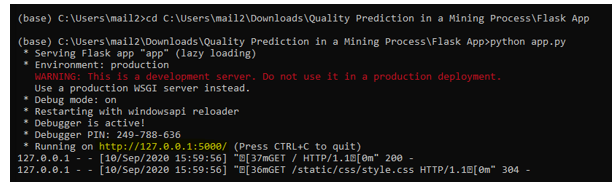 (base) C:\Users\mail2>cd C:\Users\mail2\Downloads\Quality Prediction in a Mining Process\Flask App
(base) C:\Users\mail2\Downloads\Quality Prediction in a Mining Process\Flask App>python app.py
* Serving Flask app "app" (lazy loading)
* Environment: production
WARNING: This is a development server. Do not use it in a production deployment.
Use a production WSGI server instead.
* Debug mode: on
* Restarting with windowsapi reloader
* Debugger is active!
* Debugger PIN: 249-788-636
* Running on http://127.0.0.1:5000/ (Press CTRL+C to quit)
127.0.0.1 - - [10/Sep/2020 15:59:56] "␛[37mGET / HTTP/1.1␛[0m" 200 -
127.0.0.1 - - [10/Sep/2020 15:59:56] "␛[36mGET /static/css/style.css HTTP/1.1␛[0m" 304 -